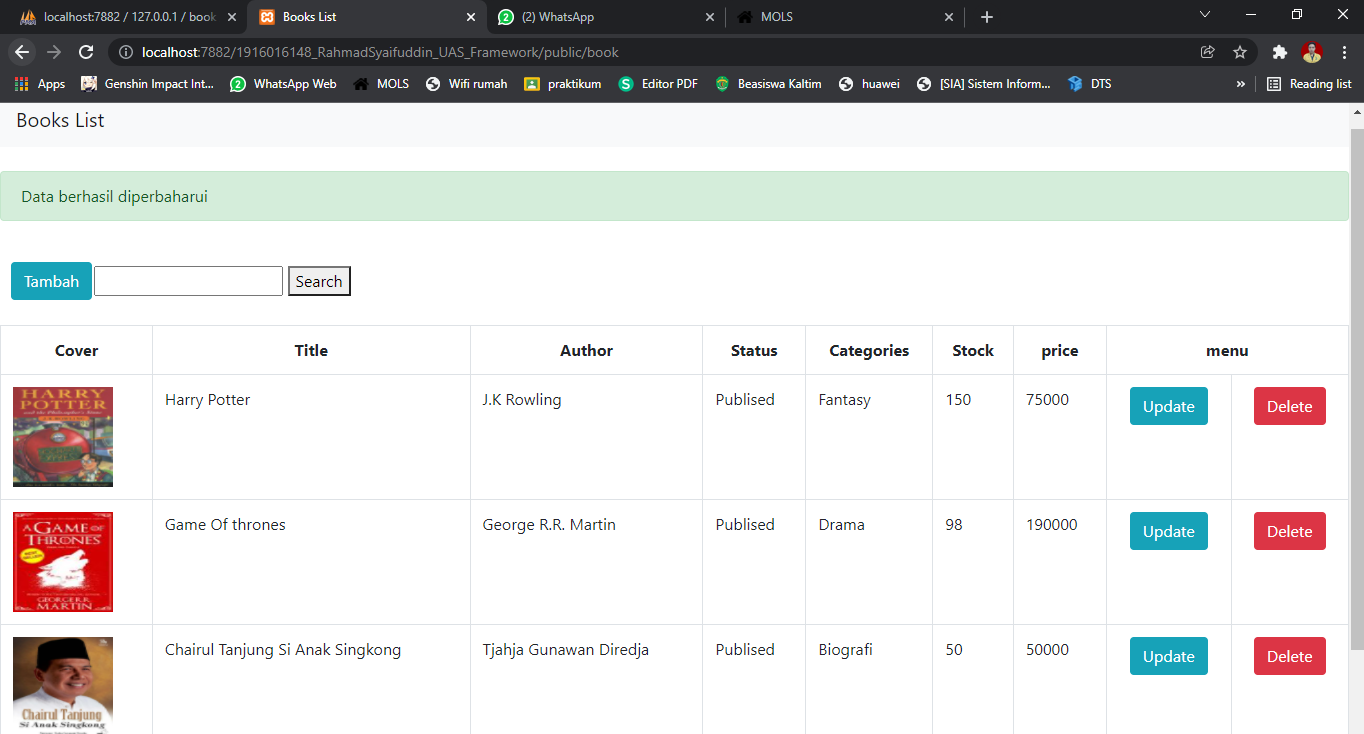 localhost:7882 / 127.0.0.1 / book
Books List
(2) WhatsApp
MOLS
localhost:7882/1916016148_RahmadSyaifuddin_UAS_Framework/public/book
Apps
Genshin Impact Int...
WhatsApp Web
MOLS
Wifi rumah
praktikum
Editor PDF
Beasiswa Kaltim
huawei
[SIA] Sistem Inform...
DTS
»
Reading list
Books List
Data berhasil diperbaharui
Tambah Search
Cover Title Author Status Categories Stock price menu
HARRY
POTTER
Harry Potter J.K Rowling Publised Fantasy 150 75000 Update Delete
A GAME OF
THRONES
GEORGE R.R.
MARTIN
Game Of thrones George R.R. Martin Publised Drama 98 190000 Update Delete
Chairul Tanjung
Si Anak Singkong
Chairul Tanjung Si Anak Singkong Tjahja Gunawan Diredja Publised Biografi 50 50000 Update Delete